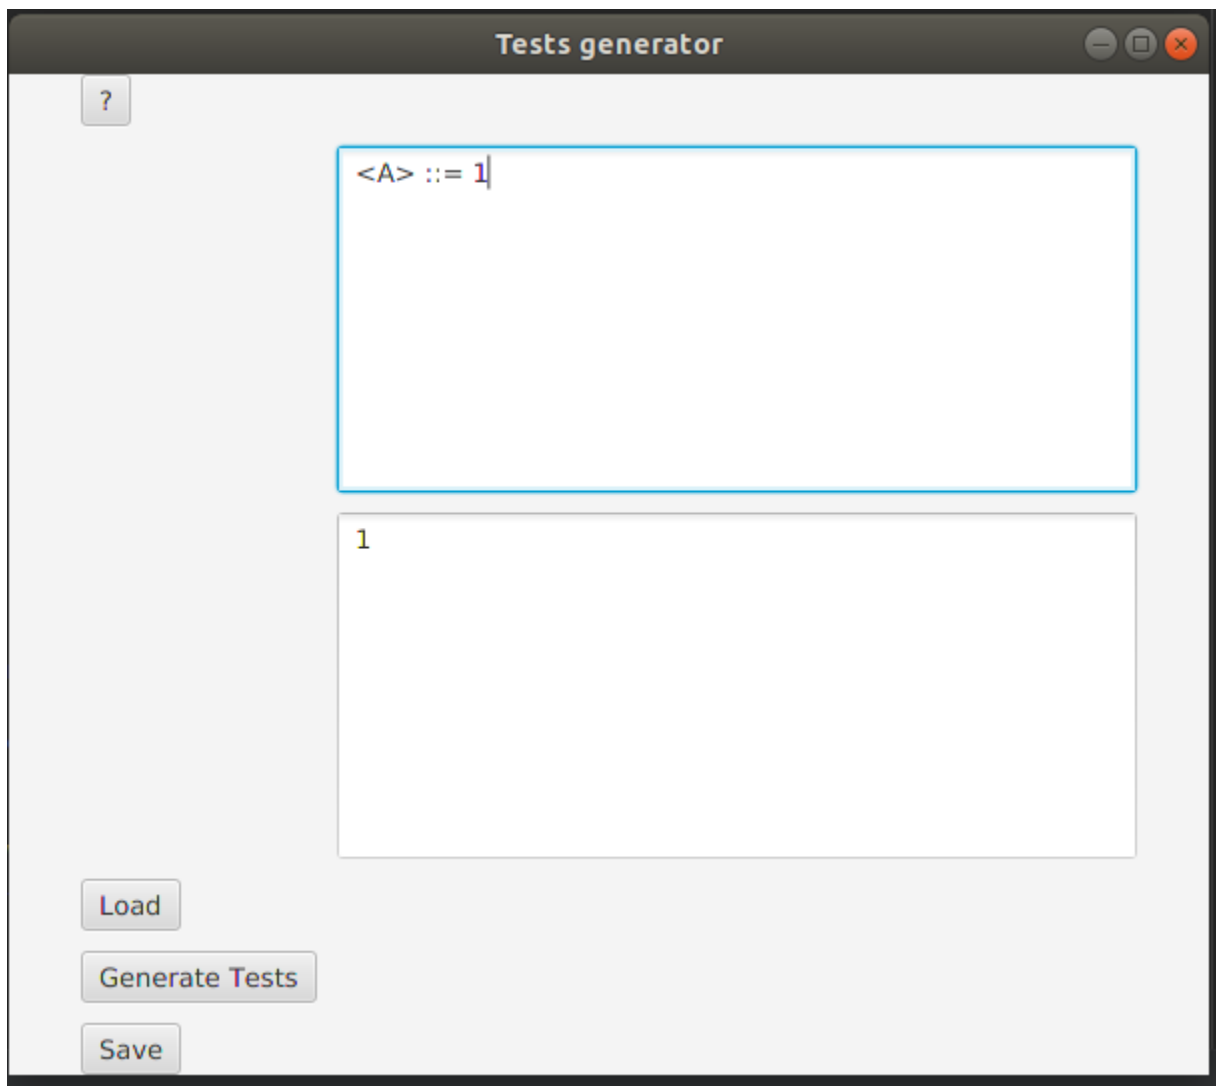 Tests generator
?
<A> ::= 1
1
Load
Generate Tests
Save